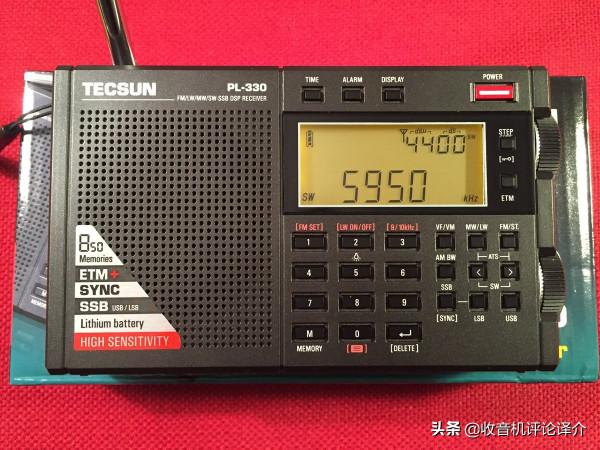 TECSUN
PL-330
FM/LW/MW/SW-SSB DSP RECEIVER
TIME
ALARM
DISPLAY
POWER
4400
SW
5950
kHz
STEP
ETM
[FM SET]
[LW ON/OFF]
[9/10kHz]
VF/VM
MW/LW
FM/ST.
1
2
3
AM BW
ATS
4
5
6
<
>
SW
SSB
7
8
9
[SYNC]
LSB
USB
M
0
MEMORY
[DELETE]
850
Memories
ETM+
SYNC
SSB USB / LSB
Lithium battery
HIGH SENSITIVITY
头条 @收音机评论译介